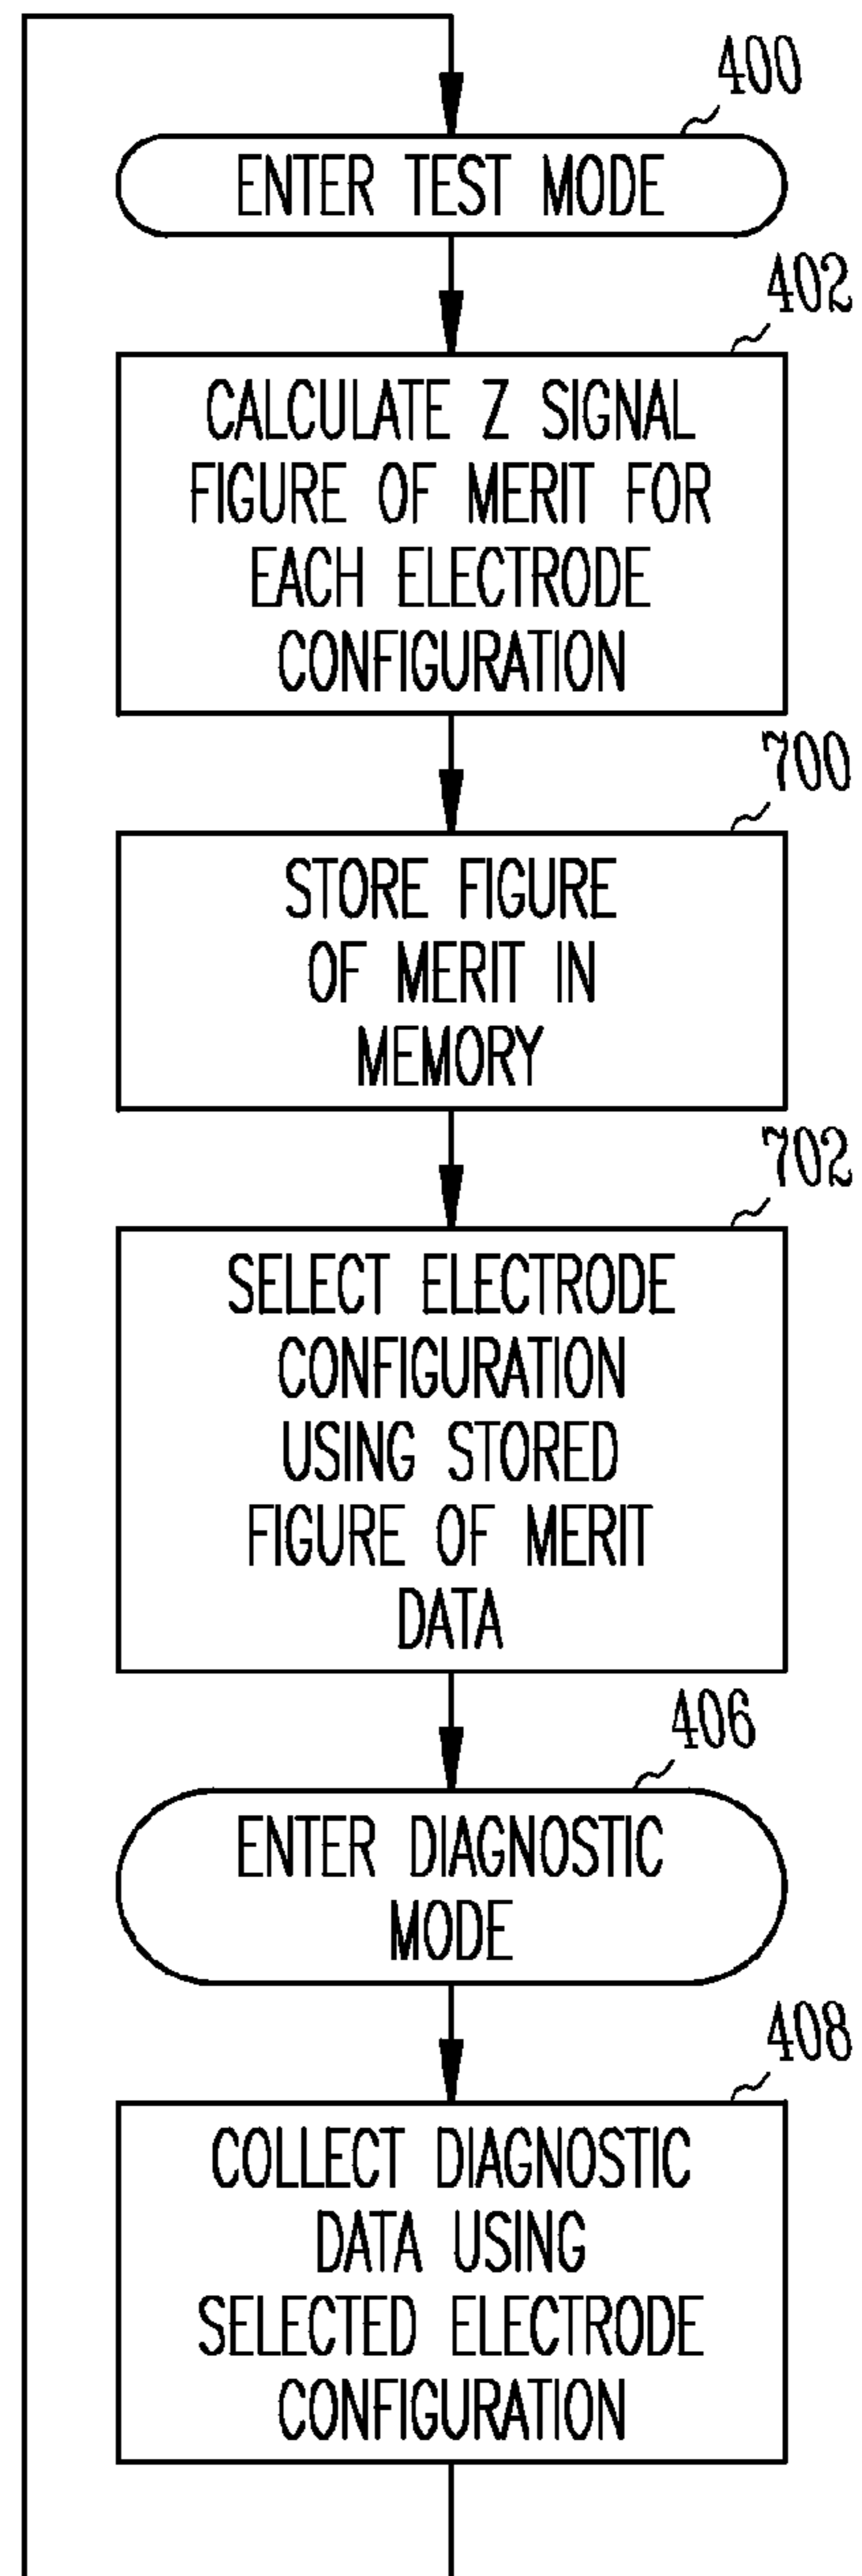 400
ENTER TEST MODE
402
CALCULATE Z SIGNAL
FIGURE OF MERIT FOR
EACH ELECTRODE
CONFIGURATION
700
STORE FIGURE
OF MERIT IN
MEMORY
702
SELECT ELECTRODE
CONFIGURATION
USING STORED
FIGURE OF MERIT
DATA
406
ENTER DIAGNOSTIC
MODE
408
COLLECT DIAGNOSTIC
DATA USING
SELECTED ELECTRODE
CONFIGURATION